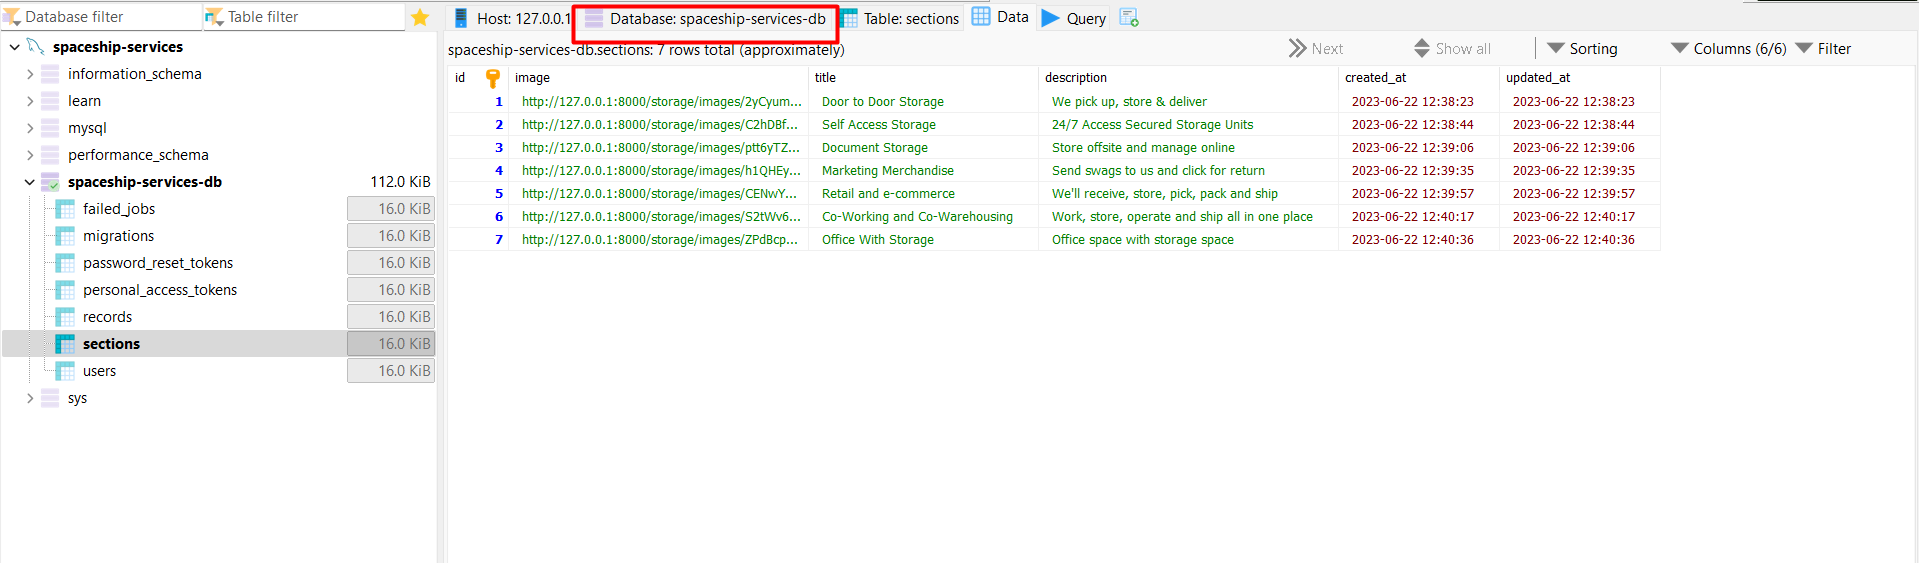 Database filter
Table filter
spaceship-services
information_schema
learn
mysql
performance_schema
spaceship-services-db 112.0 KiB
failed_jobs 16.0 KiB
migrations 16.0 KiB
password_reset_tokens 16.0 KiB
personal_access_tokens 16.0 KiB
records 16.0 KiB
sections 16.0 KiB
users 16.0 KiB
sys
Host: 127.0.0.1 Database: spaceship-services-db Table: sections Data Query
spaceship-services-db.sections: 7 rows total (approximately) Next Show all Sorting Columns (6/6) Filter
id image title description created_at updated_at
1 http://127.0.0.1:8000/storage/images/2yCyum... Door to Door Storage We pick up, store & deliver 2023-06-22 12:38:23 2023-06-22 12:38:23
2 http://127.0.0.1:8000/storage/images/C2hDBf... Self Access Storage 24/7 Access Secured Storage Units 2023-06-22 12:38:44 2023-06-22 12:38:44
3 http://127.0.0.1:8000/storage/images/ptt6yTZ... Document Storage Store offsite and manage online 2023-06-22 12:39:06 2023-06-22 12:39:06
4 http://127.0.0.1:8000/storage/images/h1QHEy... Marketing Merchandise Send swags to us and click for return 2023-06-22 12:39:35 2023-06-22 12:39:35
5 http://127.0.0.1:8000/storage/images/CENwY... Retail and e-commerce We'll receive, store, pick, pack and ship 2023-06-22 12:39:57 2023-06-22 12:39:57
6 http://127.0.0.1:8000/storage/images/S2tWv6... Co-Working and Co-Warehousing Work, store, operate and ship all in one place 2023-06-22 12:40:17 2023-06-22 12:40:17
7 http://127.0.0.1:8000/storage/images/ZPdBcp... Office With Storage Office space with storage space 2023-06-22 12:40:36 2023-06-22 12:40:36